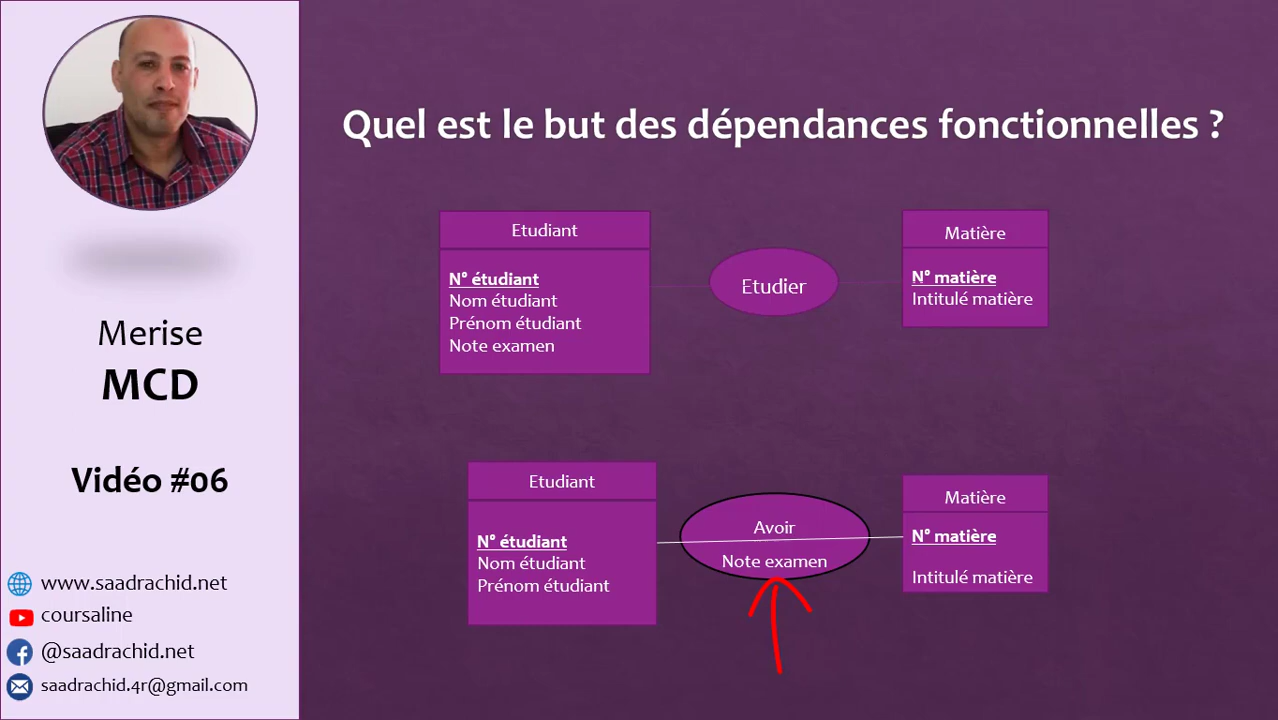 Merise
MCD
Vidéo #06
www.saadrachid.net
coursaline
@saadrachid.net
saadrachid.4r@gmail.com
Quel est le but des dépendances fonctionnelles ?
Etudiant
N° étudiant
Nom étudiant
Prénom étudiant
Note examen
Etudier
Matière
N° matière
Intitulé matière
Etudiant
N° étudiant
Nom étudiant
Prénom étudiant
Avoir
Note examen
Matière
N° matière
Intitulé matière